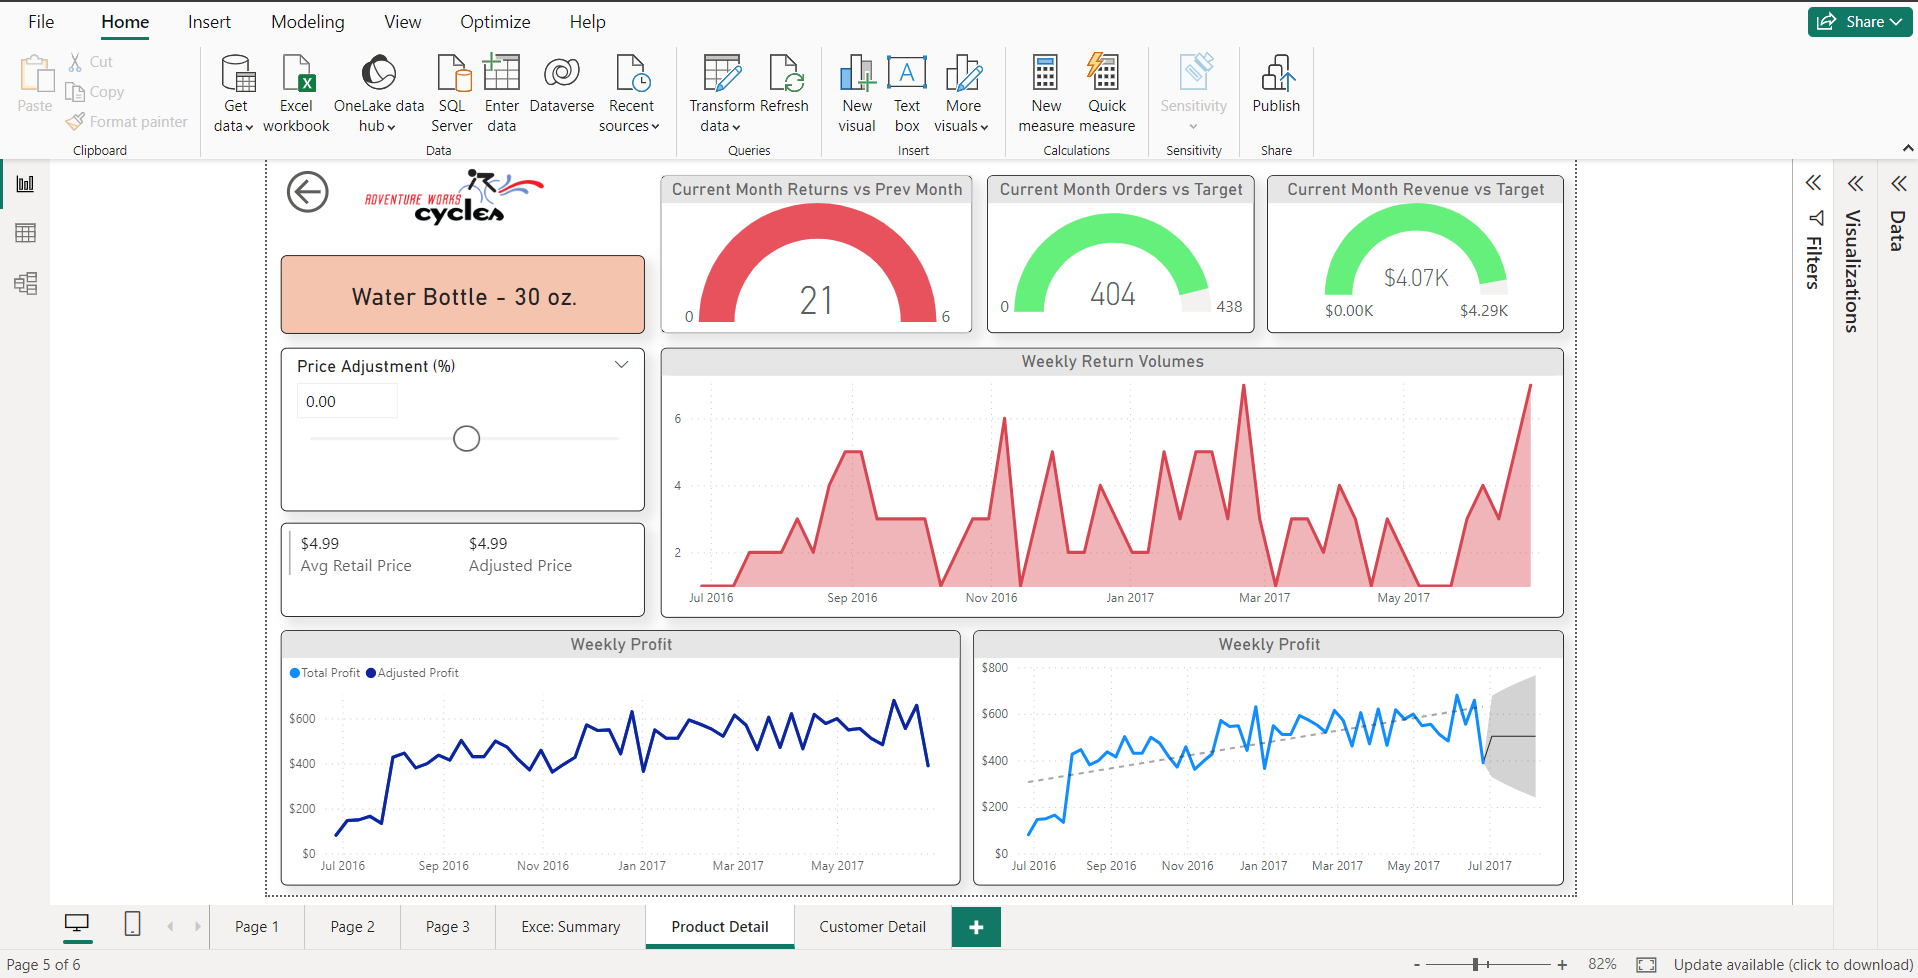 File Home Insert Modeling View Optimize Help
Share
Paste
Cut
Copy
Format painter
Clipboard
Get data
Excel workbook
OneLake data hub
SQL Server
Enter data
Dataverse
Recent sources
Data
Transform data
Refresh
Queries
New visual
Text box
More visuals
Insert
New measure
Quick measure
Calculations
Sensitivity
Sensitivity
Publish
Share
ADVENTURE WORKS
cycles
Water Bottle - 30 oz.
Current Month Returns vs Prev Month
21
0 6
Current Month Orders vs Target
404
0 438
Current Month Revenue vs Target
$4.07K
$0.00K $4.29K
Price Adjustment (%)
0.00
$4.99 $4.99
Avg Retail Price Adjusted Price
Weekly Return Volumes
6
4
2
Jul 2016 Sep 2016 Nov 2016 Jan 2017 Mar 2017 May 2017
Weekly Profit
Total Profit Adjusted Profit
$600
$400
$200
$0
Jul 2016 Sep 2016 Nov 2016 Jan 2017 Mar 2017 May 2017
Weekly Profit
$800
$600
$400
$200
$0
Jul 2016 Sep 2016 Nov 2016 Jan 2017 Mar 2017 May 2017 Jul 2017
Filters
Visualizations
Data
Page 1 Page 2 Page 3 Exce: Summary Product Detail Customer Detail +
Page 5 of 6
- + 82% Update available (click to download)